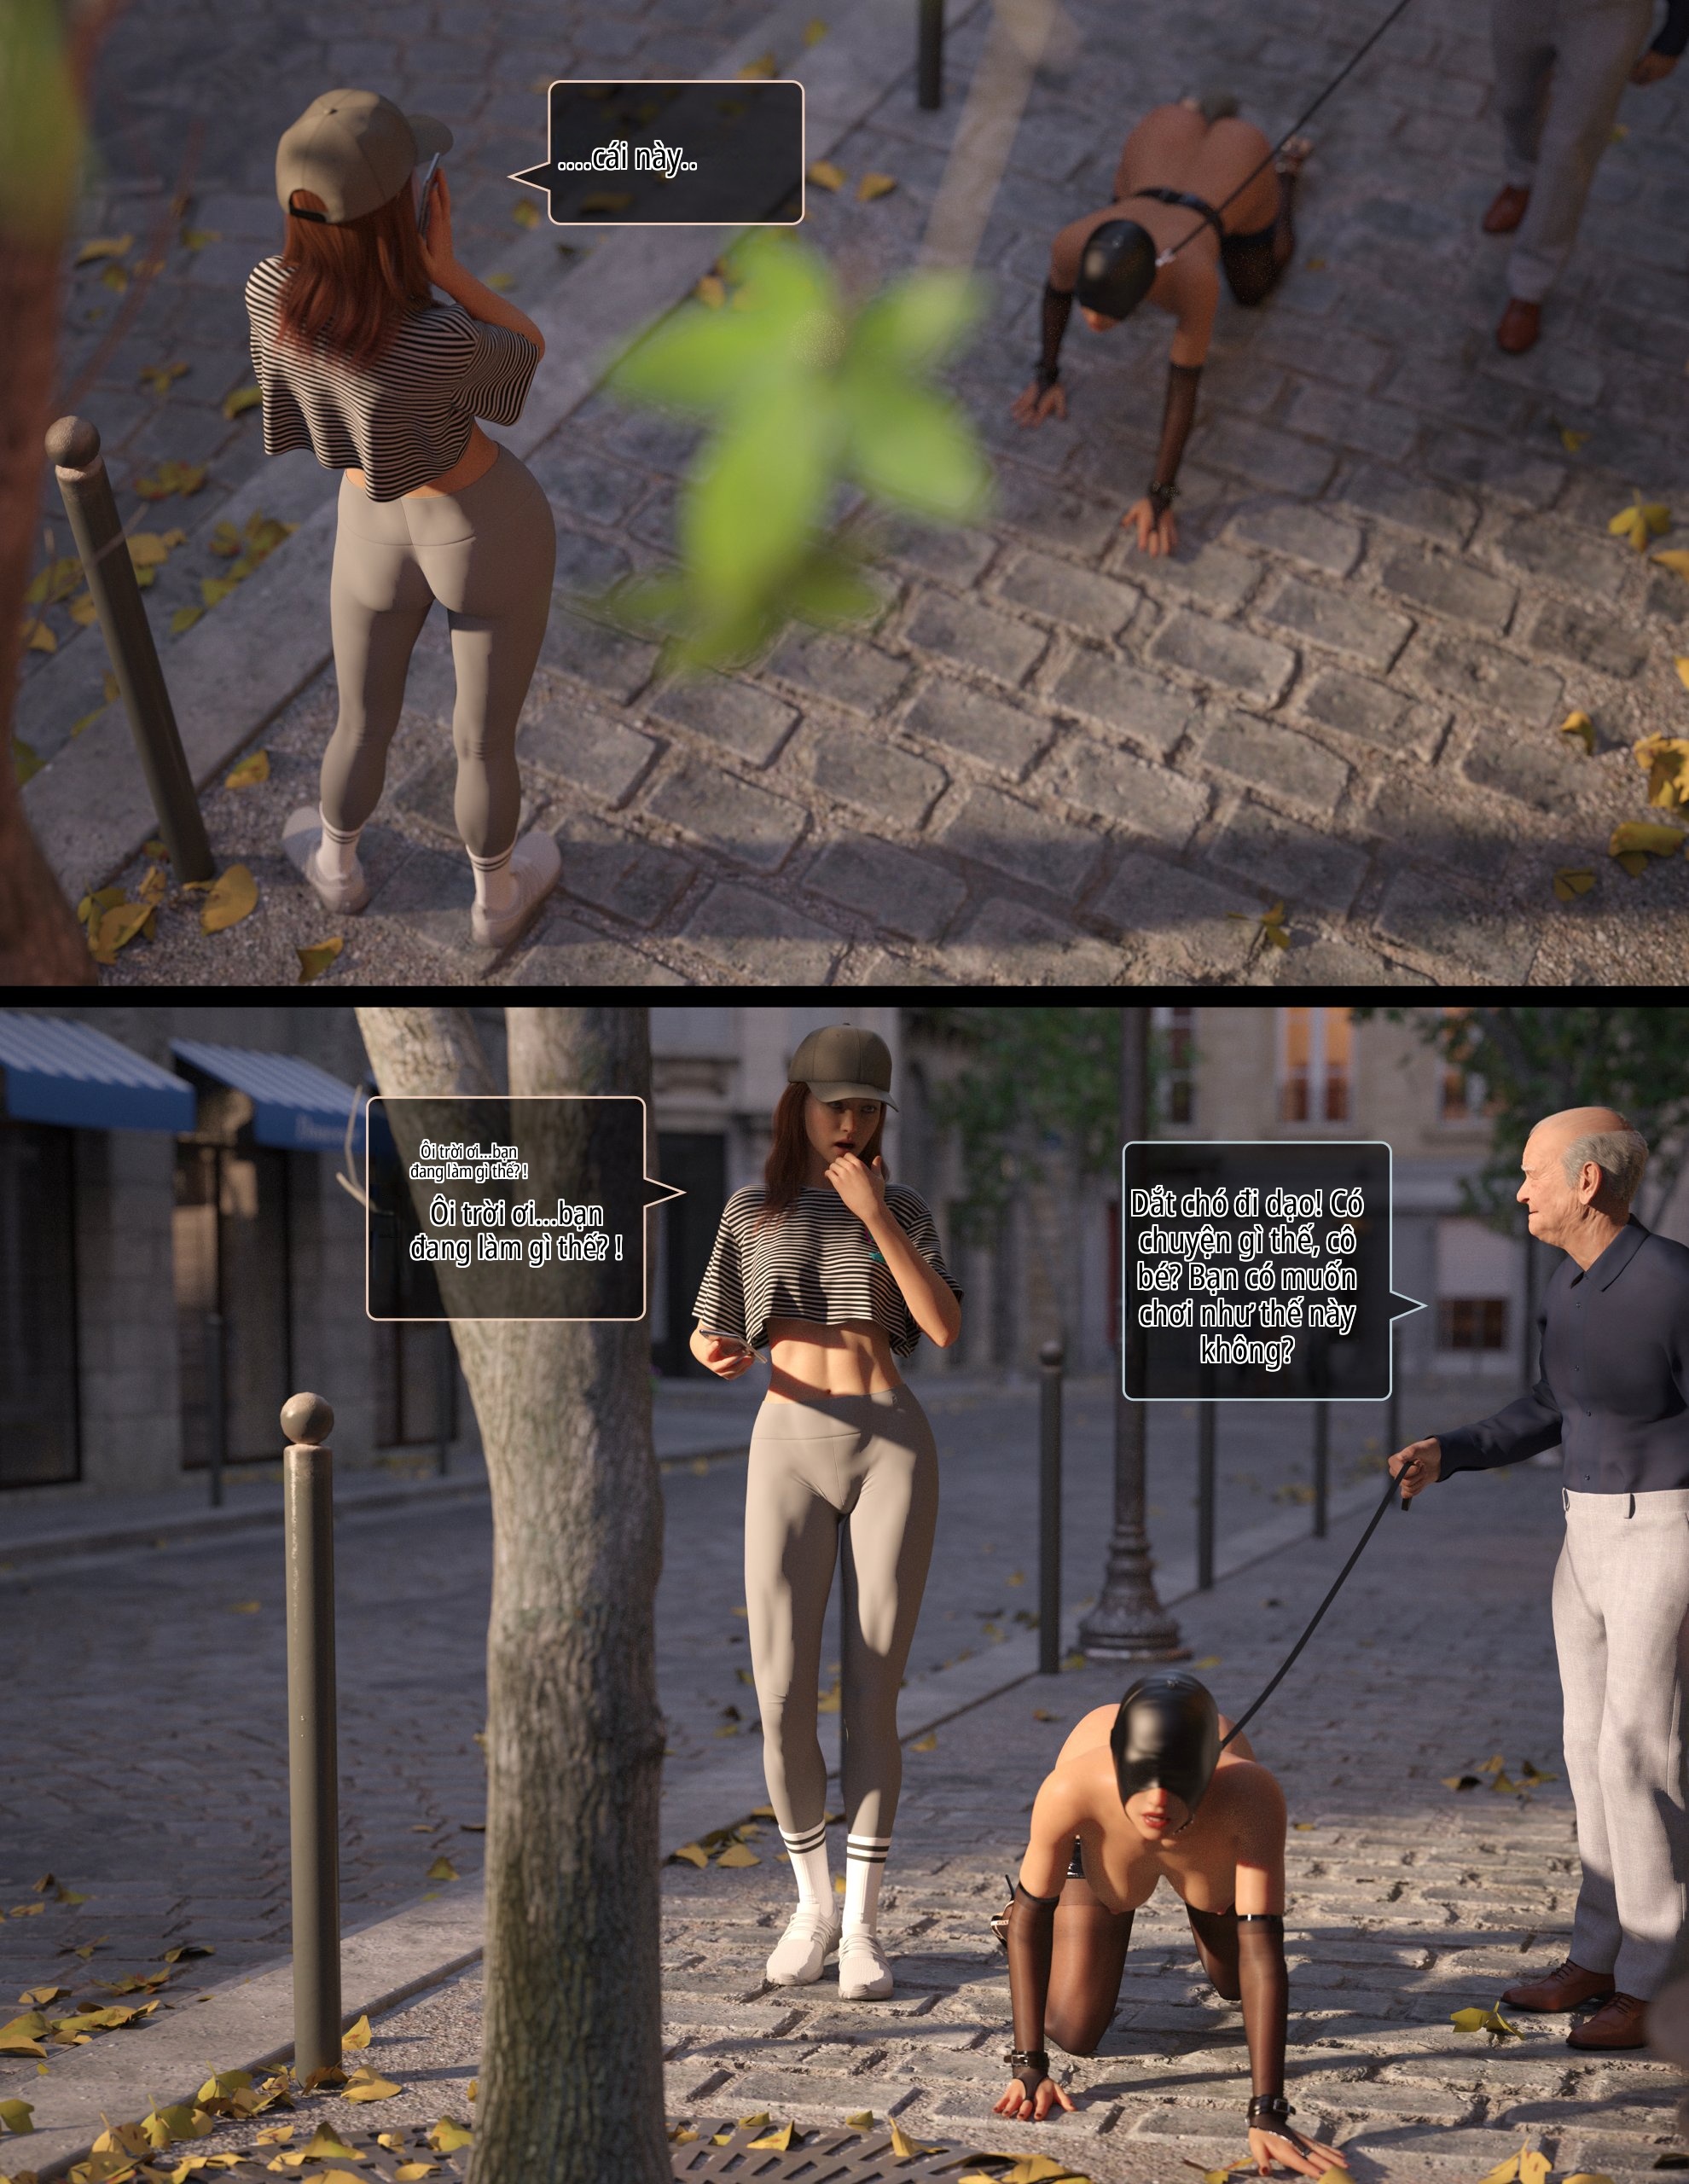 ....cái này..
Ôi trời ơi...bạn
đang làm gì thế? !
Ôi trời ơi...bạn
đang làm gì thế? !
Dắt chó đi dạo! Có
chuyện gì thế, cô
bé? Bạn có muốn
chơi như thế này
không?